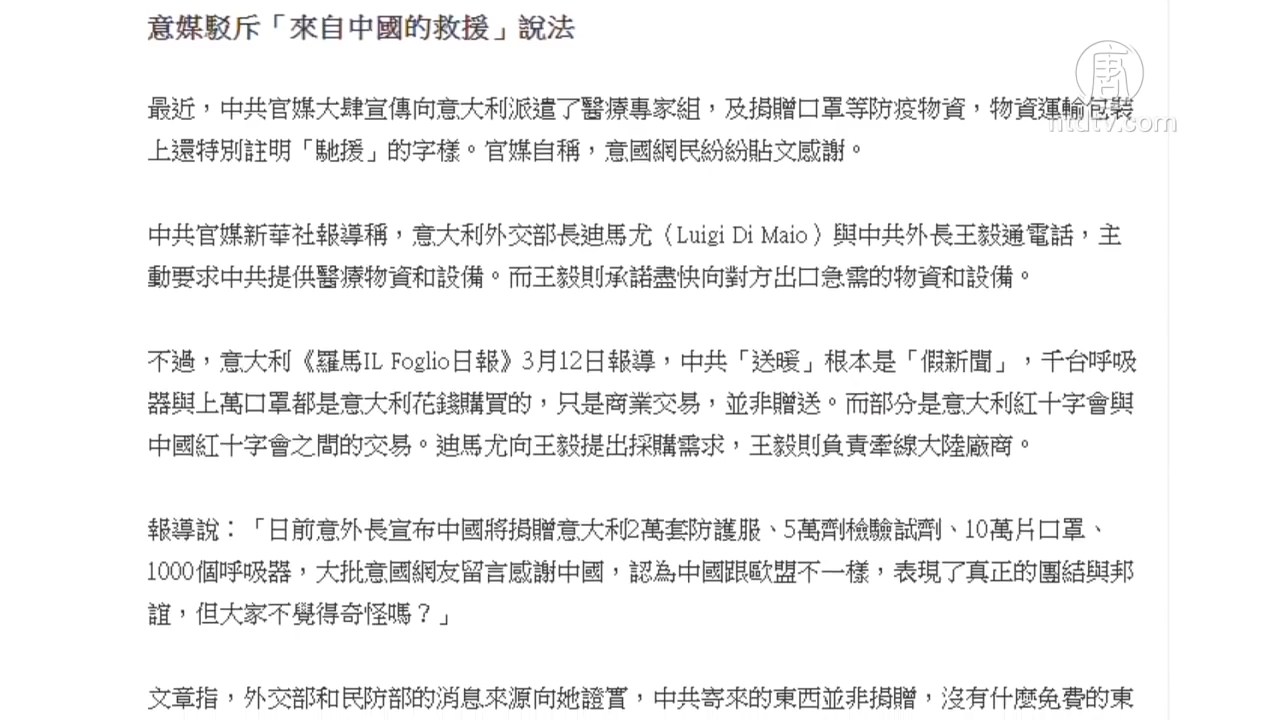 意媒駁斥「來自中國的救援」說法
唐
ntdtv.com
最近，中共官媒大肆宣傳向意大利派遣了醫療專家組，及捐贈口罩等防疫物資，物資運輸包裝
上還特別註明「馳援」的字樣。官媒自稱，意國網民紛紛貼文感謝。
中共官媒新華社報導稱，意大利外交部長迪馬尤（Luigi Di Maio）與中共外長王毅通電話，主
動要求中共提供醫療物資和設備。而王毅則承諾盡快向對方出口急需的物資和設備。
不過，意大利《羅馬IL Foglio日報》3月12日報導，中共「送暖」根本是「假新聞」，千台呼吸
器與上萬口罩都是意大利花錢購買的，只是商業交易，並非贈送。而部分是意大利紅十字會與
中國紅十字會之間的交易。迪馬尤向王毅提出採購需求，王毅則負責牽線大陸廠商。
報導說：「日前意外長宣布中國將捐贈意大利2萬套防護服、5萬劑檢驗試劑、10萬片口罩、
1000個呼吸器，大批意國網友留言感謝中國，認為中國跟歐盟不一樣，表現了真正的團結與邦
誼，但大家不覺得奇怪嗎？」
文章指，外交部和民防部的消息來源向她證實，中共寄來的東西並非捐贈，沒有什麼免費的東